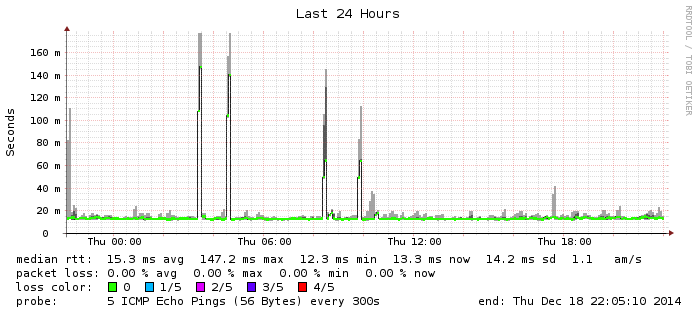 Last 24 Hours
RRDTOOL / TOBI OETIKER
Seconds
160 m
140 m
120 m
100 m
80 m
60 m
40 m
20 m
0
Thu 00:00 Thu 06:00 Thu 12:00 Thu 18:00
median rtt: 15.3 ms avg 147.2 ms max 12.3 ms min 13.3 ms now 14.2 ms sd 1.1 am/s
packet loss: 0.00 % avg 0.00 % max 0.00 % min 0.00 % now
loss color: 0 1/5 2/5 3/5 4/5
probe: 5 ICMP Echo Pings (56 Bytes) every 300s end: Thu Dec 18 22:05:10 2014